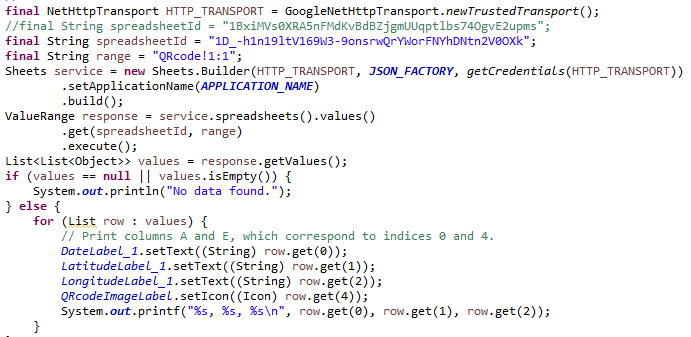 final NetHttpTransport HTTP_TRANSPORT = GoogleNetHttpTransport.newTrustedTransport();
//final String spreadsheetId = "1BxiMVs0XRA5nFMdKvBdBZjgmUUqptlbs74OgvE2upms";
final String spreadsheetId = "1D_-h1n19ltV169W3-9onsrwQrYWorFNYhDNtn2V0OXk";
final String range = "QRcode!1:1";
Sheets service = new Sheets.Builder(HTTP_TRANSPORT, JSON_FACTORY, getCredentials(HTTP_TRANSPORT))
        .setApplicationName(APPLICATION_NAME)
        .build();
ValueRange response = service.spreadsheets().values()
        .get(spreadsheetId, range)
        .execute();
List<List<Object>> values = response.getValues();
if (values == null || values.isEmpty()) {
    System.out.println("No data found.");
} else {
    for (List row : values) {
        // Print columns A and E, which correspond to indices 0 and 4.
        DateLabel_1.setText((String) row.get(0));
        LatitudeLabel_1.setText((String) row.get(1));
        LongitudeLabel_1.setText((String) row.get(2));
        QRcodeImageLabel.setIcon((Icon) row.get(4));
        System.out.printf("%s, %s, %s\n", row.get(0), row.get(1), row.get(2));
    }